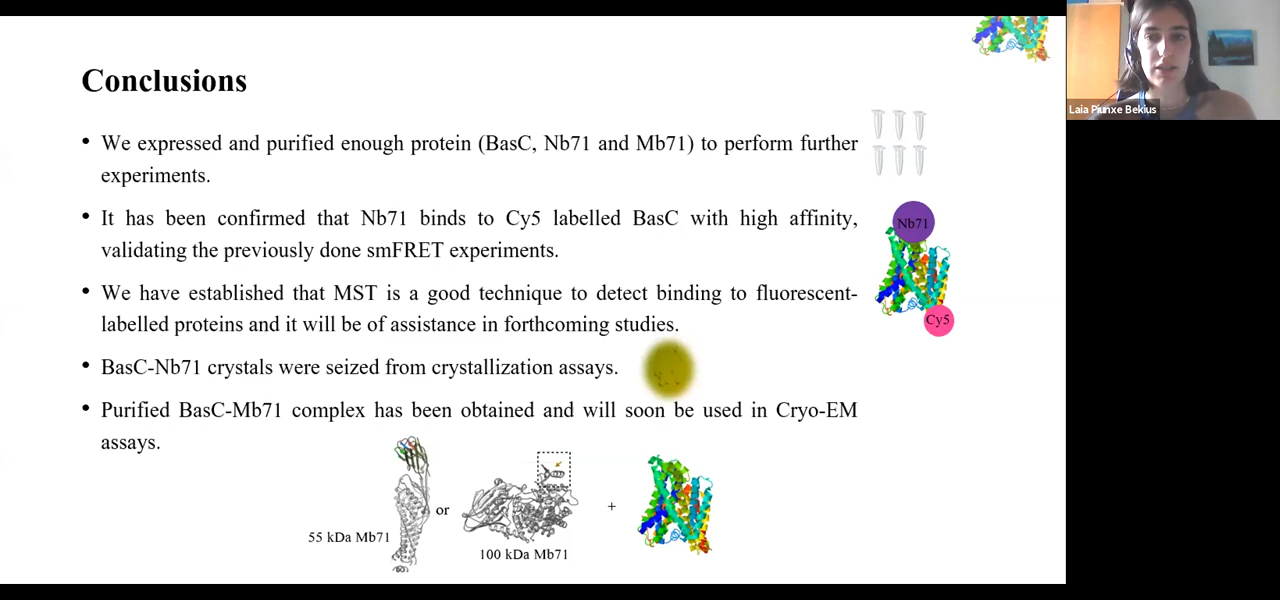 Conclusions
• We expressed and purified enough protein (BasC, Nb71 and Mb71) to perform further
experiments.
• It has been confirmed that Nb71 binds to Cy5 labelled BasC with high affinity,
validating the previously done smFRET experiments.
• We have established that MST is a good technique to detect binding to fluorescent-
labelled proteins and it will be of assistance in forthcoming studies.
• BasC-Nb71 crystals were seized from crystallization assays.
• Purified BasC-Mb71 complex has been obtained and will soon be used in Cryo-EM
assays.
55 kDa Mb71
or
100 kDa Mb71
+
Nb71
Cy5
Laia Piunxe Bekius